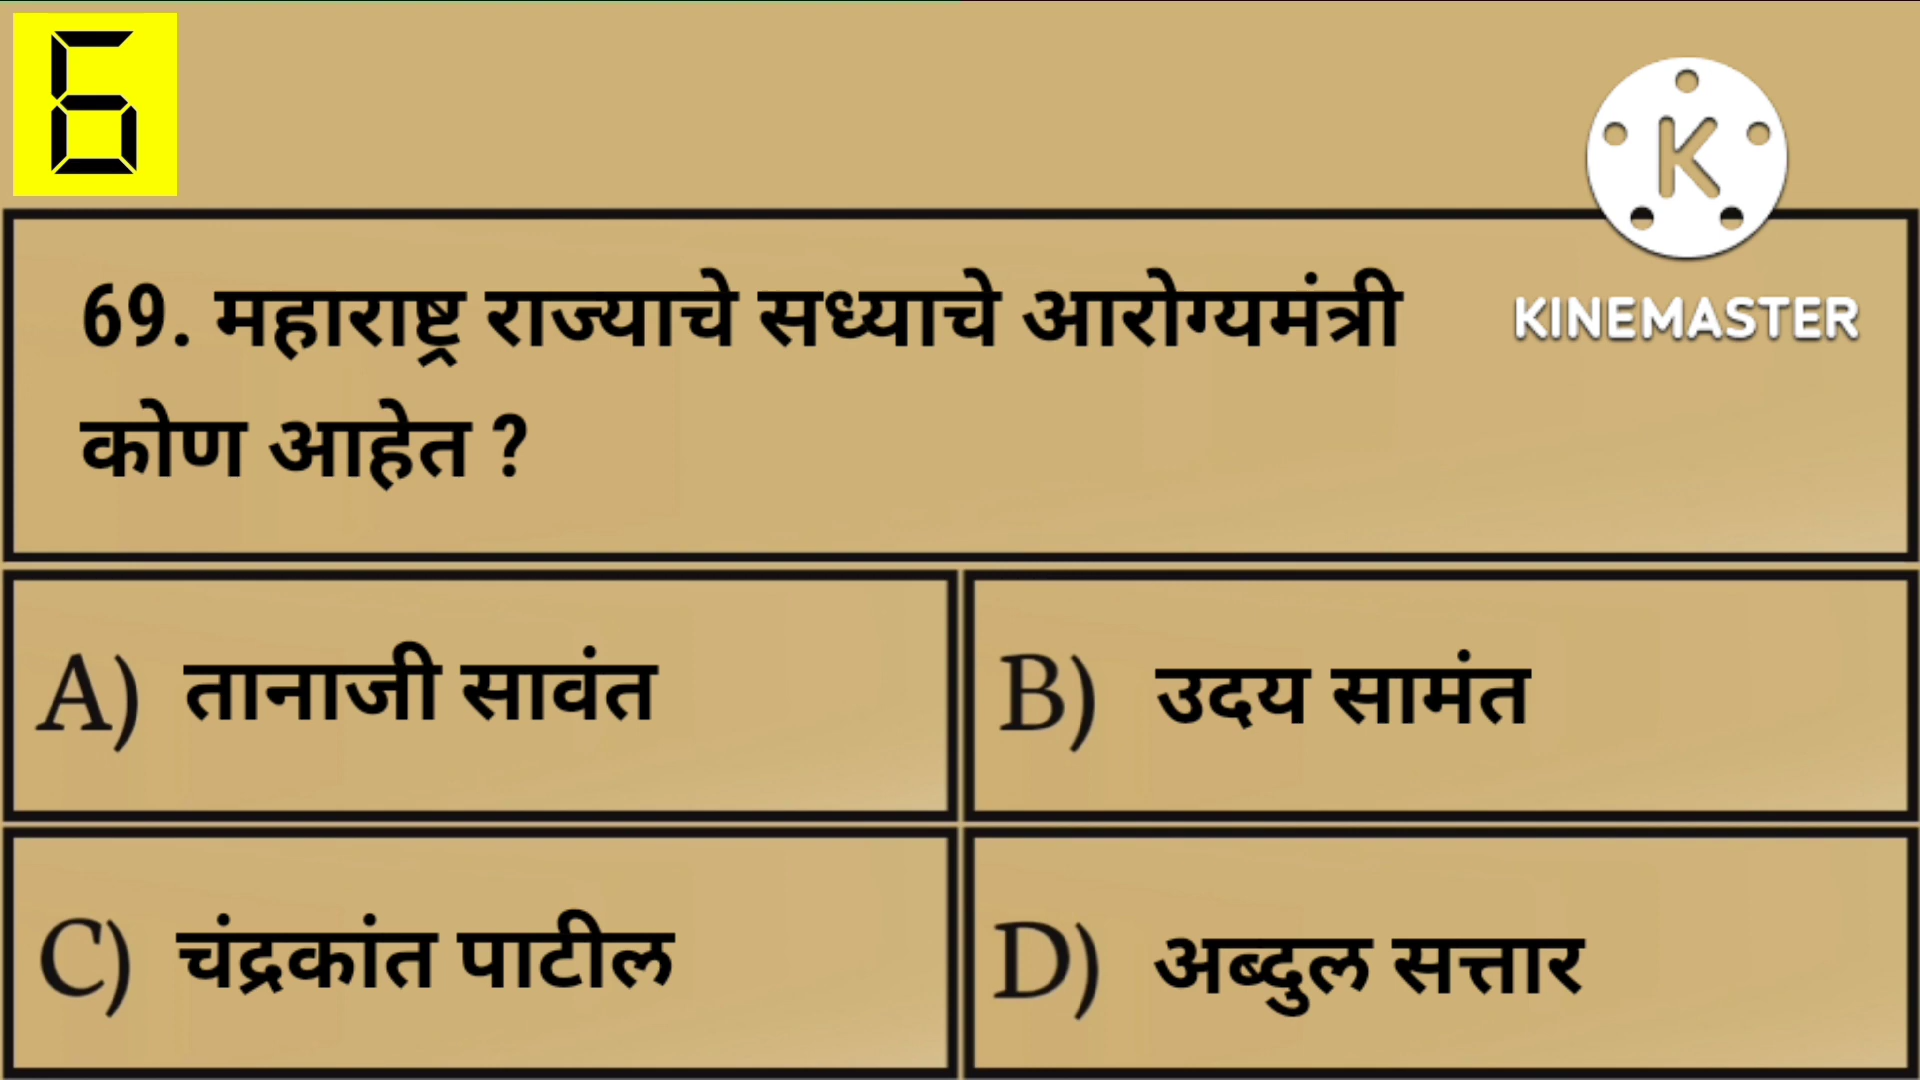 6
KINEMASTER
69. महाराष्ट्र राज्याचे सध्याचे आरोग्यमंत्री
कोण आहेत ?
A) तानाजी सावंत
B) उदय सामंत
C) चंद्रकांत पाटील
D) अब्दुल सत्तार